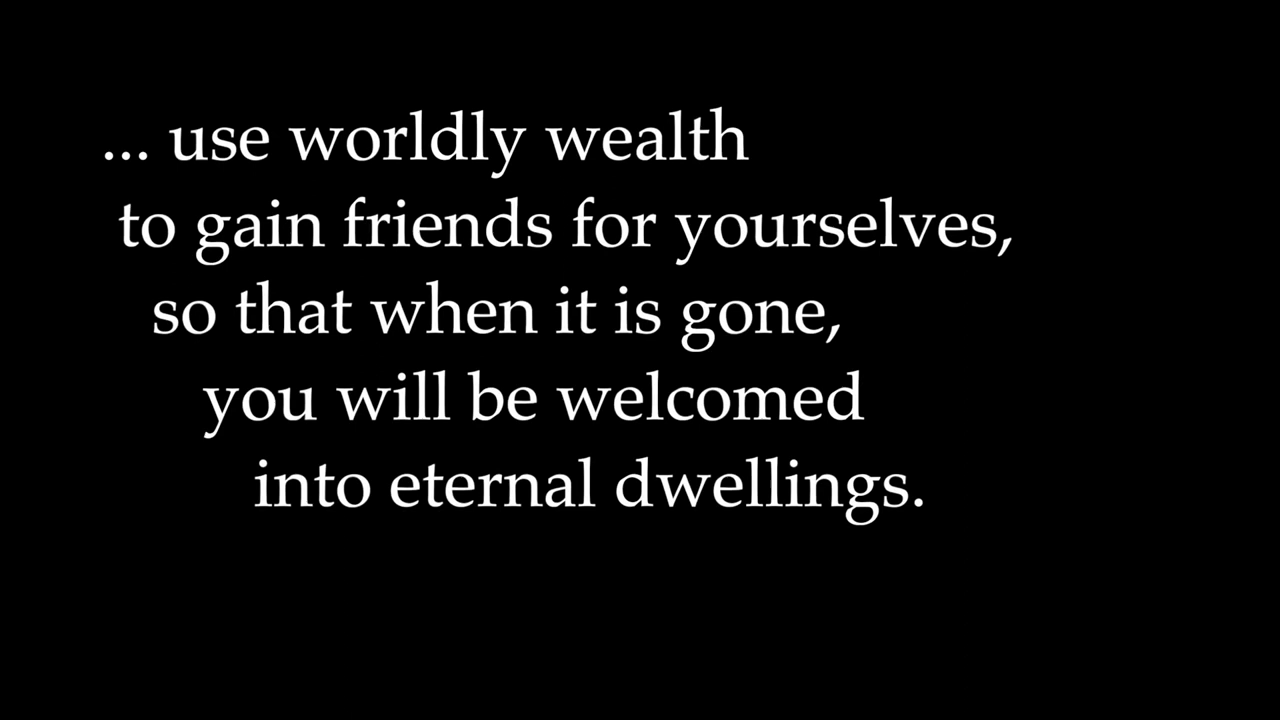 ... use worldly wealth
to gain friends for yourselves,
so that when it is gone,
you will be welcomed
into eternal dwellings.